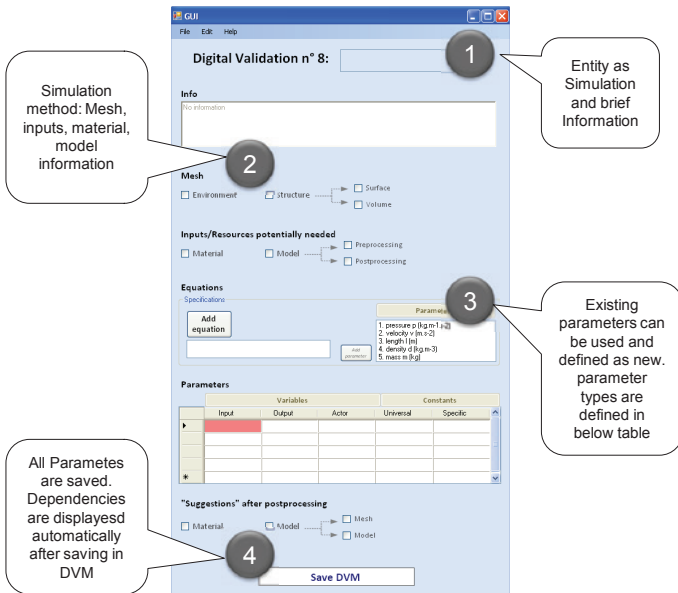 GUI
File Edit Help
Digital Validation n° 8:
1
Entity as
Simulation
and brief
Information
Simulation
method: Mesh,
inputs, material,
model
information
Info
No information
2
Mesh
Environment Structure Surface
Volume
Inputs/Resources potentially needed
Material Model Preprocessing
Postprocessing
Equations
Specifications
Add
equation
Add
parameter
3
1. pressure p (kg.m-1.
2. velocity v (m.s-2)
3. length l (m)
4. density d (kg.m-3)
5. mass m (kg)
Existing
parameters can
be used and
defined as new.
parameter
types are
defined in
below table
Parameters
Variables Constants
Input Output Actor Universal Specific
All Parametes
are saved.
Dependencies
are displayesd
automatically
after saving in
DVM
"Suggestions" after postprocessing
Material Model Mesh
Model
4
Save DVM